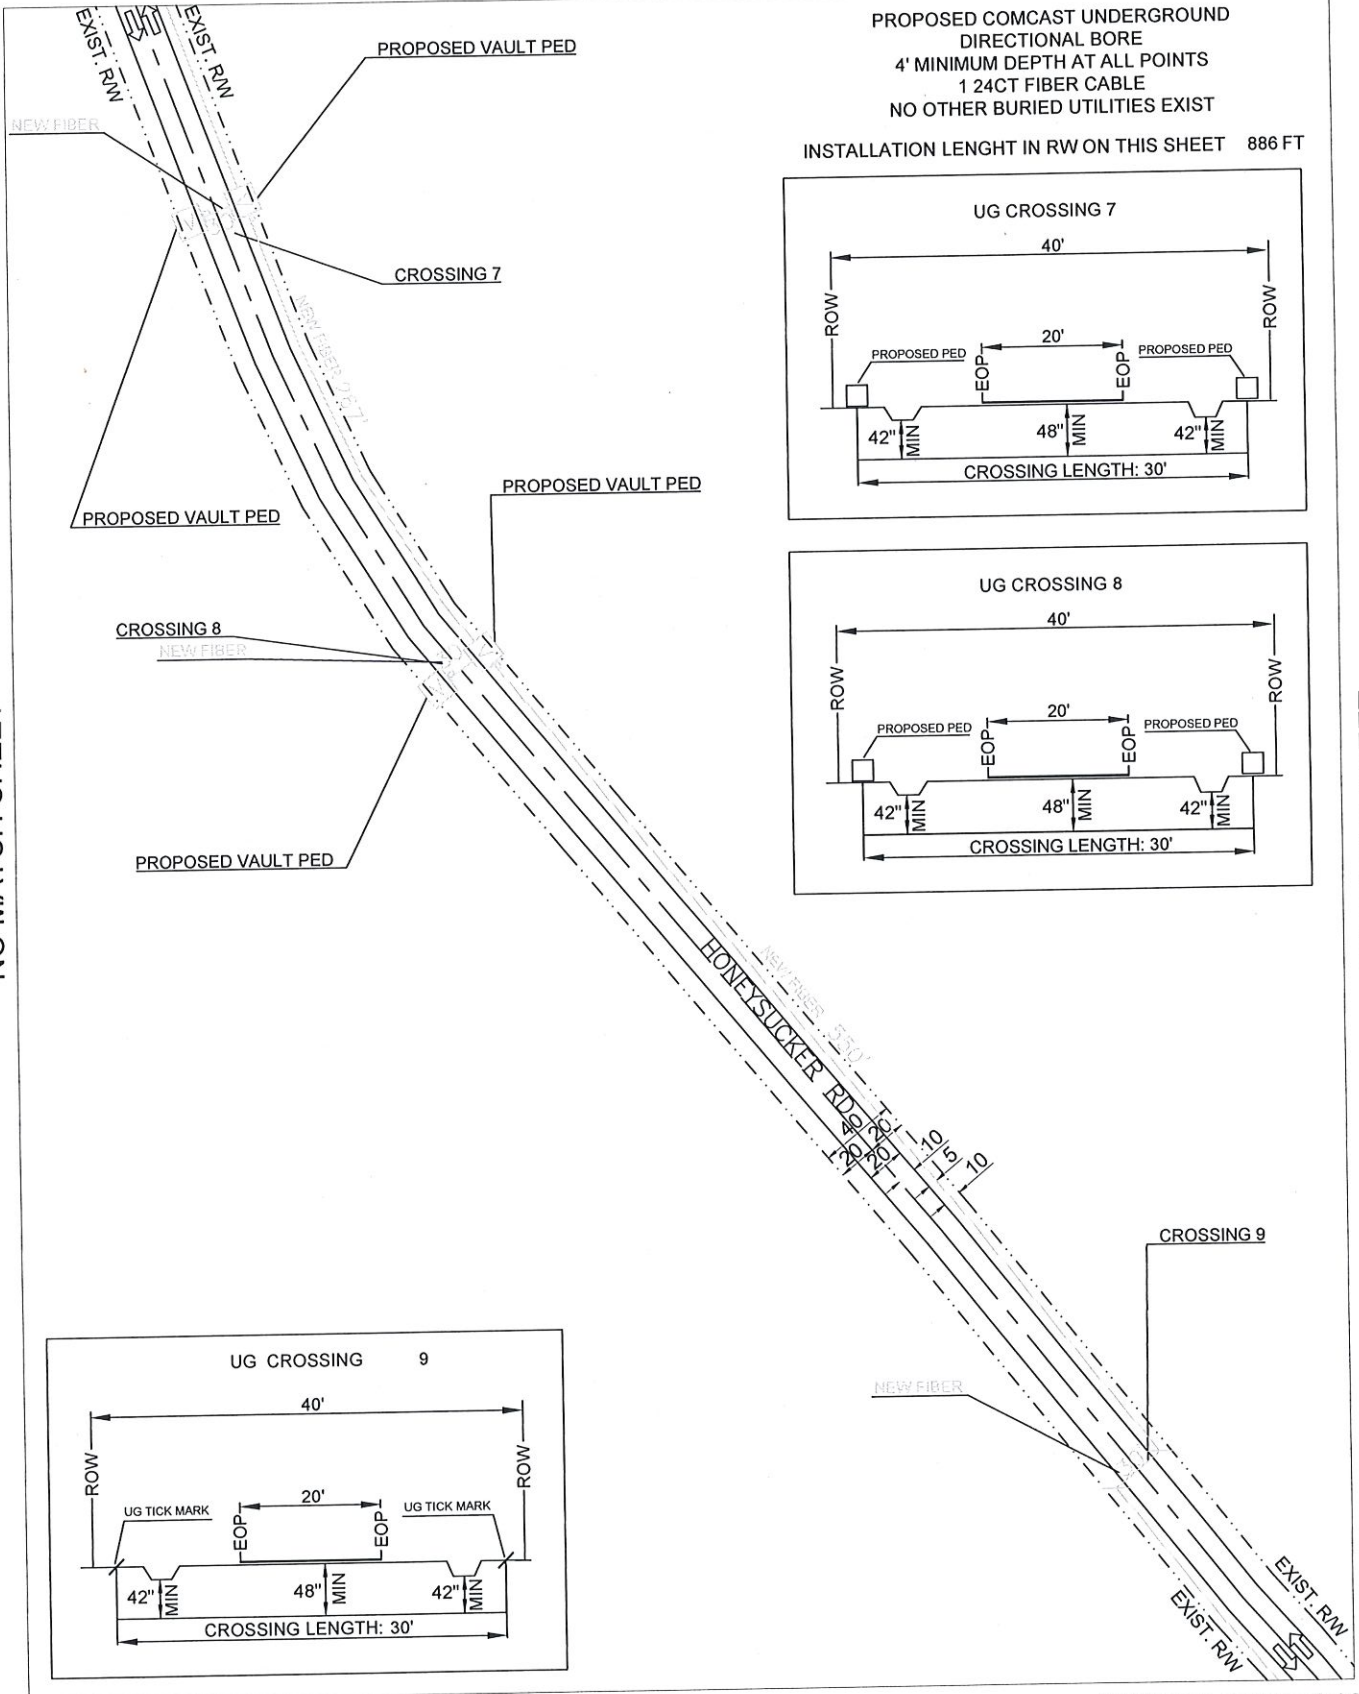 PROPOSED COMCAST UNDERGROUND
DIRECTIONAL BORE
4' MINIMUM DEPTH AT ALL POINTS
1 24CT FIBER CABLE
NO OTHER BURIED UTILITIES EXIST
INSTALLATION LENGHT IN RW ON THIS SHEET 886 FT
EXIST. R/W
EXIST. R/W
PROPOSED VAULT PED
NEW FIBER
CROSSING 7
NEW FIBER 267'
PROPOSED VAULT PED
PROPOSED VAULT PED
CROSSING 8
NEW FIBER
PROPOSED VAULT PED
UG CROSSING 7
40'
ROW
ROW
20'
PROPOSED PED
EOP
EOP
PROPOSED PED
42" MIN
48" MIN
42" MIN
CROSSING LENGTH: 30'
UG CROSSING 8
40'
ROW
ROW
20'
PROPOSED PED
EOP
EOP
PROPOSED PED
42" MIN
48" MIN
42" MIN
CROSSING LENGTH: 30'
NEW FIBER 530'
HONEYSUCKER RD
40
20
20
20
10
5
10
CROSSING 9
NEW FIBER
EXIST. R/W
EXIST. R/W
UG CROSSING 9
40'
ROW
ROW
20'
UG TICK MARK
EOP
EOP
UG TICK MARK
42" MIN
48" MIN
42" MIN
CROSSING LENGTH: 30'